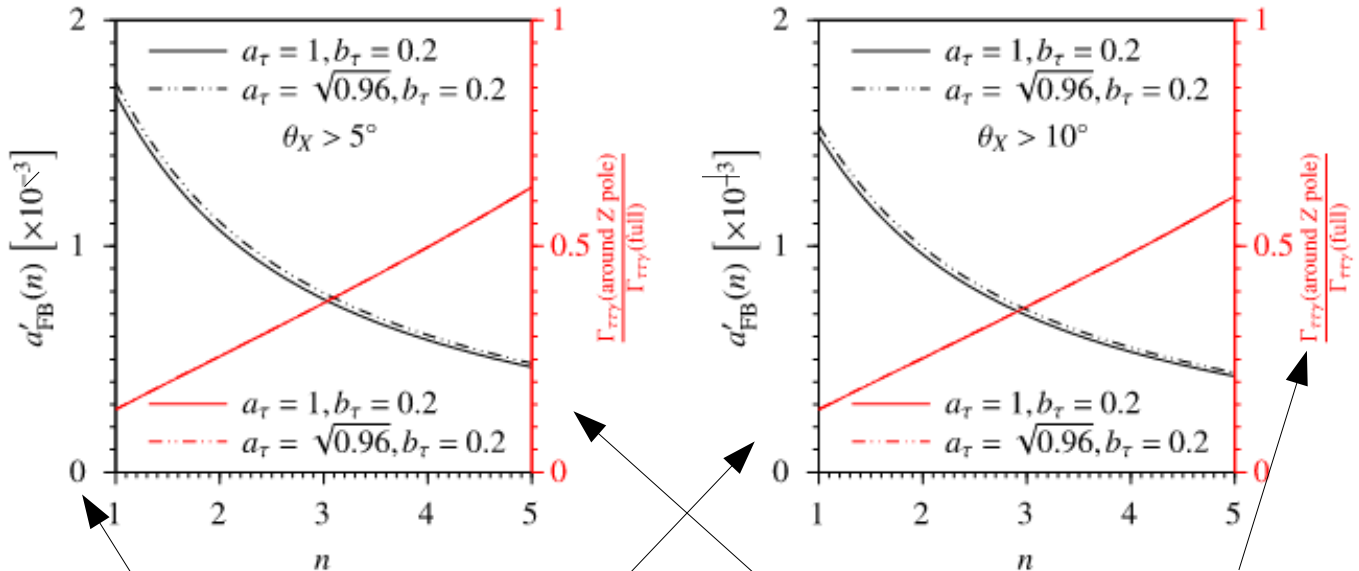 2
a_τ = 1, b_τ = 0.2
a_τ = √0.96, b_τ = 0.2
θ_X > 5°
1
0
a′_FB(n) [×10⁻³]
a_τ = 1, b_τ = 0.2
a_τ = √0.96, b_τ = 0.2
1 2 3 4 5
n
1
0.5
0
Γ_ττγ(around Z pole)
Γ_ττγ(full)
2
a_τ = 1, b_τ = 0.2
a_τ = √0.96, b_τ = 0.2
θ_X > 10°
1
0
a′_FB(n) [×10⁻³]
a_τ = 1, b_τ = 0.2
a_τ = √0.96, b_τ = 0.2
1 2 3 4 5
n
1
0.5
0
Γ_ττγ(around Z pole)
Γ_ττγ(full)